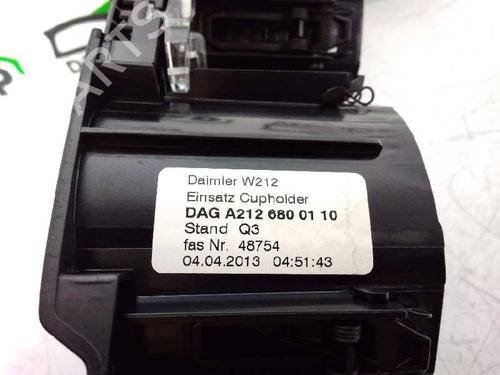 Daimler W212
Einsatz Cupholder
DAG A212 680 01 10
Stand Q3
fas Nr. 48754
04.04.2013 04:51:43
PARTS